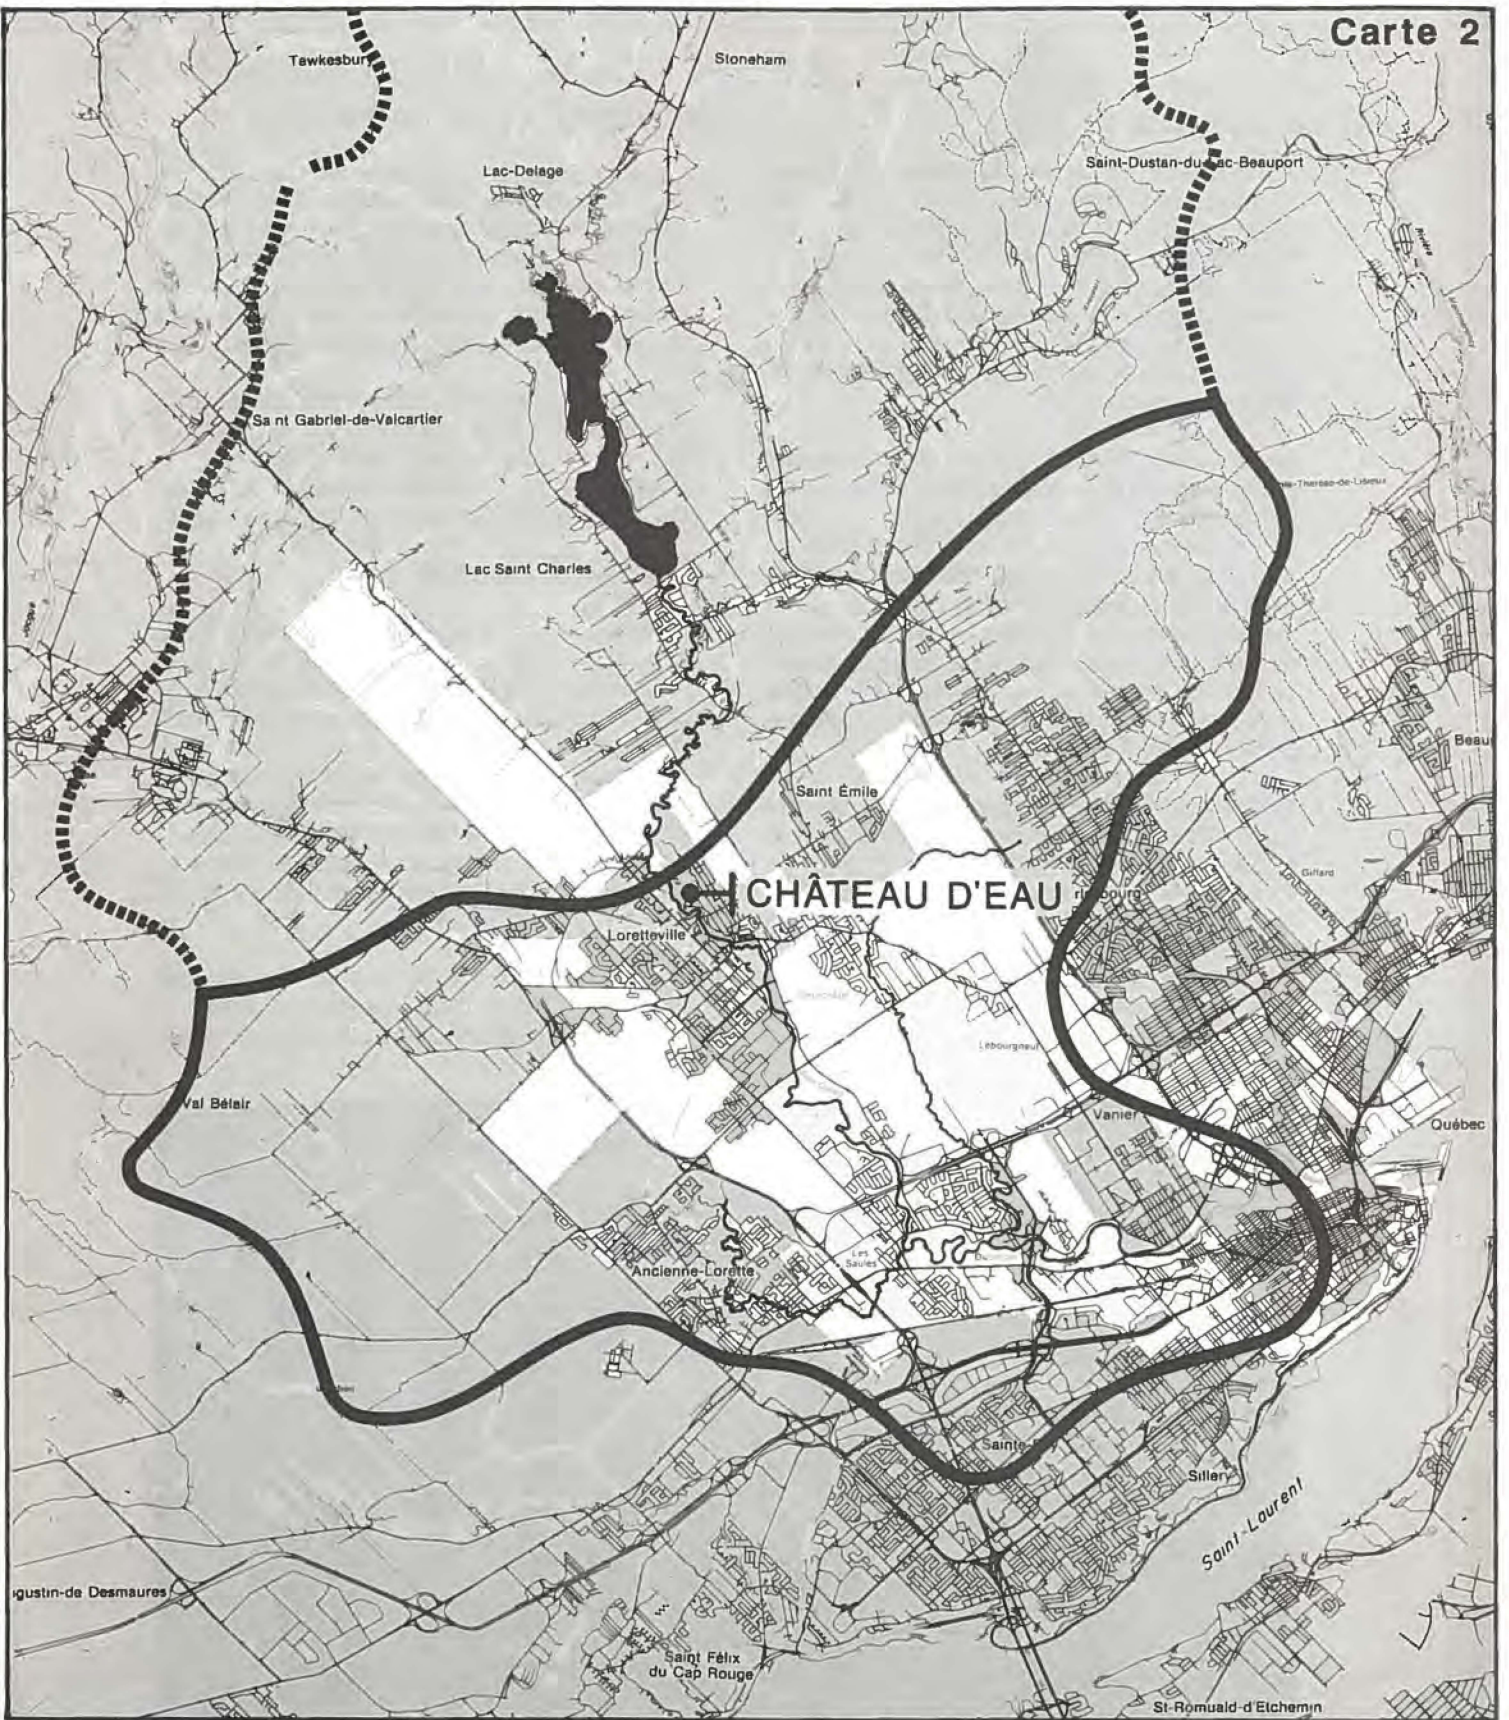 Carte 2
Tewkesbury
Stoneham
Lac-Delage
Saint-Dustan-du-Lac-Beauport
Saint Gabriel-de-Valcartier
Lac Saint Charles
Beau
Saint Émile
Giffard
CHÂTEAU D'EAU
Loretteville
Lebourgneuf
Val Bélair
Vanier
Québec
Les
Saules
Ancienne-Lorette
Sainte
Sillery
Saint-Laurent
gustin-de Desmaures
Saint Félix
du Cap Rouge
St-Romuald-d'Etchemin